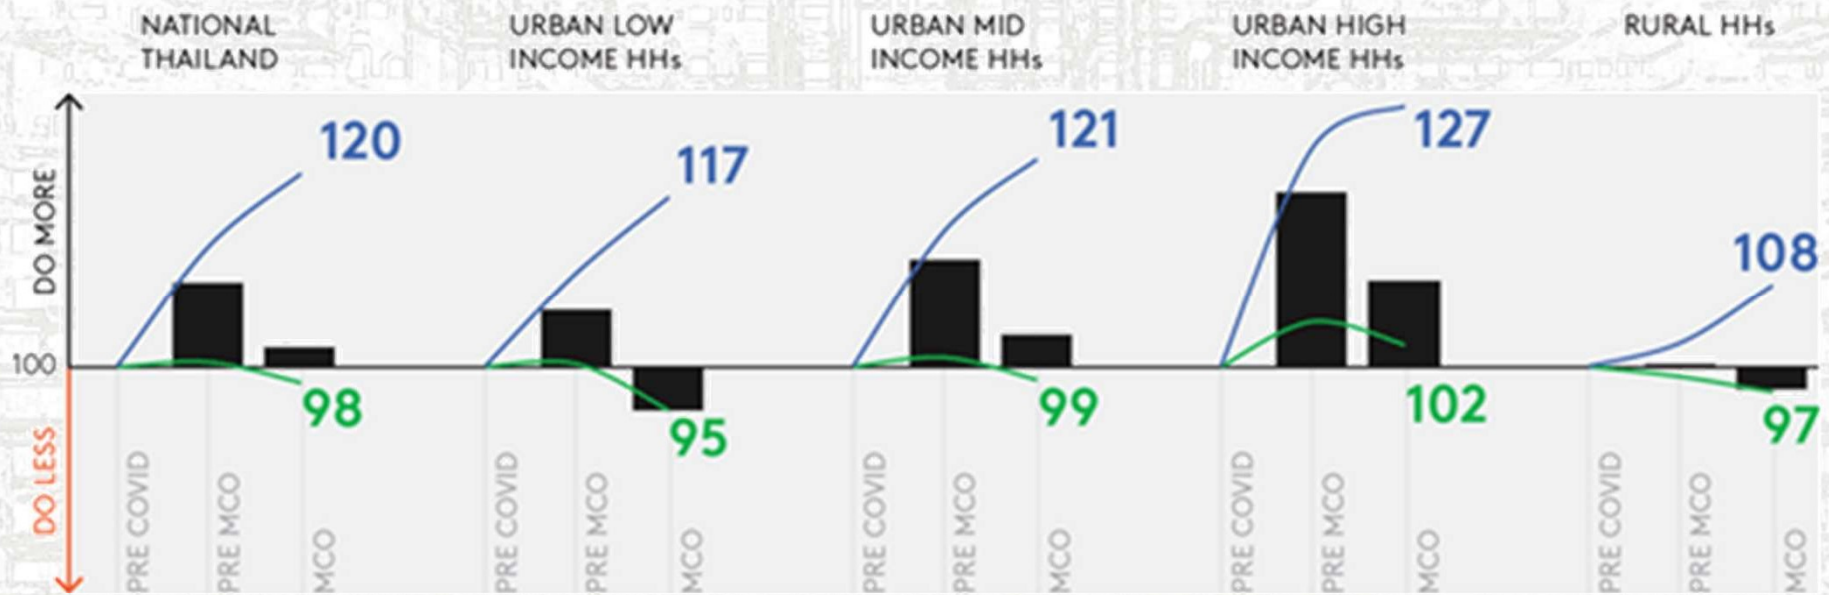 NATIONAL
THAILAND
URBAN LOW
INCOME HHs
URBAN MID
INCOME HHs
URBAN HIGH
INCOME HHs
RURAL HHs
DO MORE
100
DO LESS
120
98
PRE COVID
PRE MCO
MCO
117
95
PRE COVID
PRE MCO
MCO
121
99
PRE COVID
PRE MCO
MCO
127
102
PRE COVID
PRE MCO
MCO
108
97
PRE COVID
PRE MCO
MCO